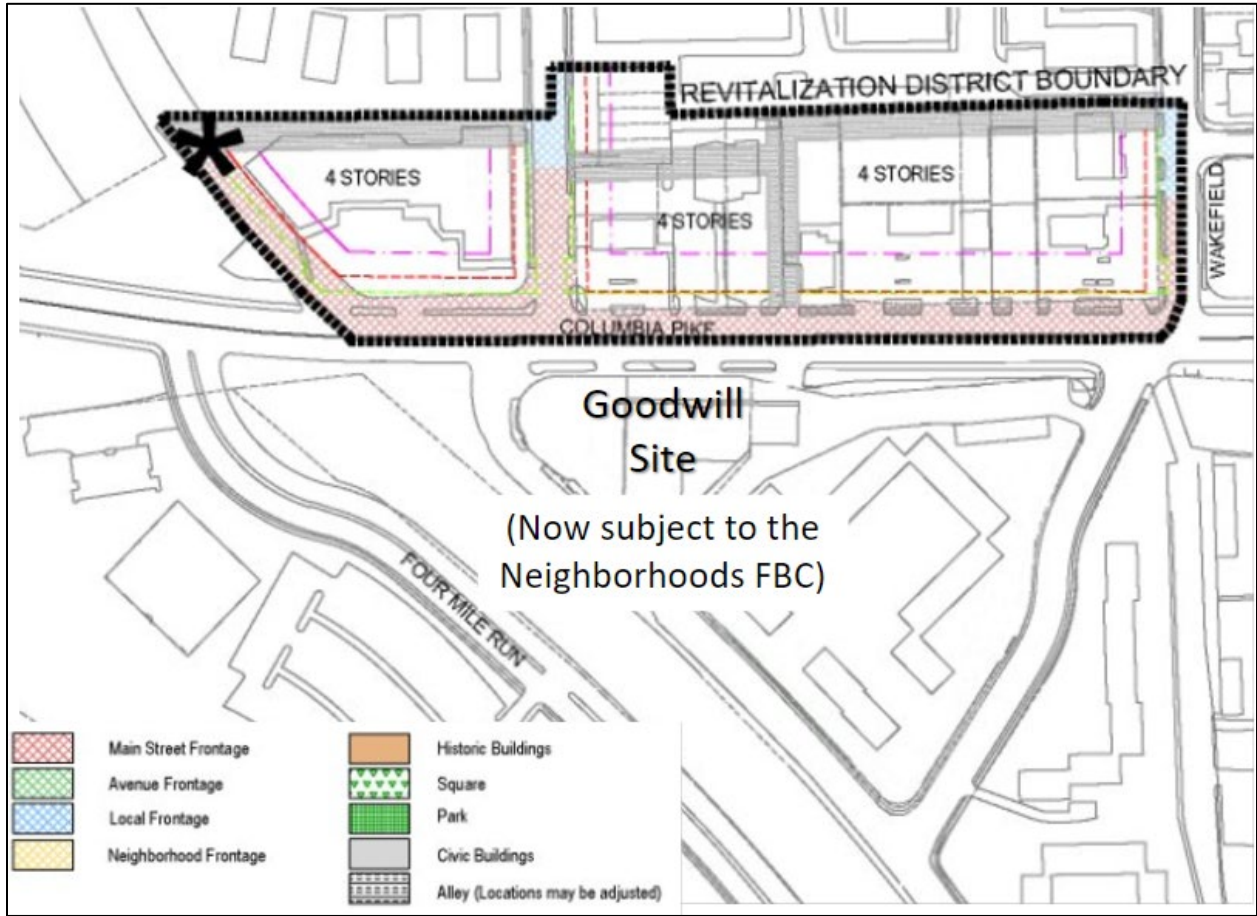 REVITALIZATION DISTRICT BOUNDARY
4 STORIES
4 STORIES
4 STORIES
WAKEFIELD
COLUMBIA PIKE
Goodwill
Site
(Now subject to the
Neighborhoods FBC)
FOUR MILE RUN
Main Street Frontage
Avenue Frontage
Local Frontage
Neighborhood Frontage
Historic Buildings
Square
Park
Civic Buildings
Alley (Locations may be adjusted)